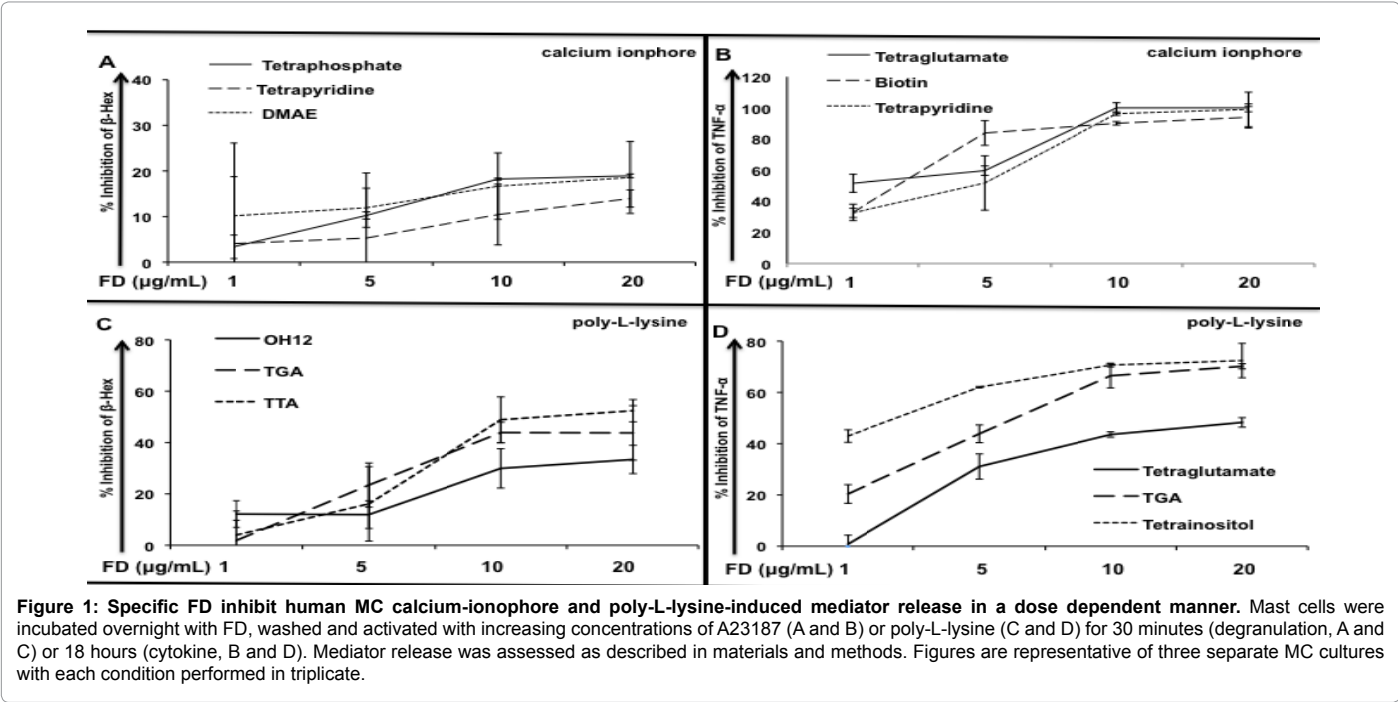 A
calcium ionphore
Tetraphosphate
Tetrapyridine
DMAE
% Inhibition of β-Hex
40
30
20
10
0
FD (µg/mL) 1 5 10 20
B
calcium ionphore
Tetraglutamate
Biotin
Tetrapyridine
% Inhibition of TNF-α
120
100
80
60
40
20
0
FD (µg/mL) 1 5 10 20
C
poly-L-lysine
OH12
TGA
TTA
% Inhibition of β-Hex
80
60
40
20
0
FD (µg/mL) 1 5 10 20
D
poly-L-lysine
% Inhibition of TNF-α
80
60
40
20
0
Tetraglutamate
TGA
Tetrainositol
FD (µg/mL) 1 5 10 20
Figure 1: Specific FD inhibit human MC calcium-ionophore and poly-L-lysine-induced mediator release in a dose dependent manner. Mast cells were
incubated overnight with FD, washed and activated with increasing concentrations of A23187 (A and B) or poly-L-lysine (C and D) for 30 minutes (degranulation, A and
C) or 18 hours (cytokine, B and D). Mediator release was assessed as described in materials and methods. Figures are representative of three separate MC cultures
with each condition performed in triplicate.